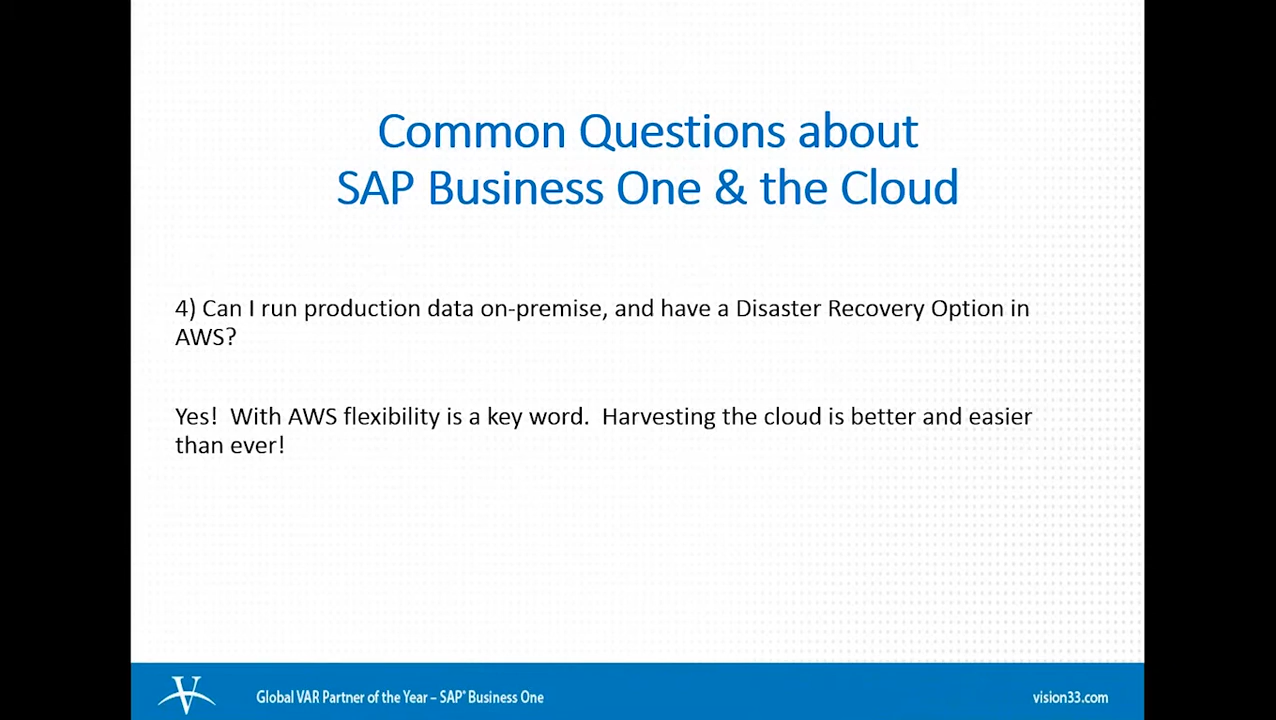 Common Questions about
SAP Business One & the Cloud
4) Can I run production data on-premise, and have a Disaster Recovery Option in
AWS?
Yes!  With AWS flexibility is a key word.  Harvesting the cloud is better and easier
than ever!
V
Global VAR Partner of the Year – SAP® Business One
vision33.com